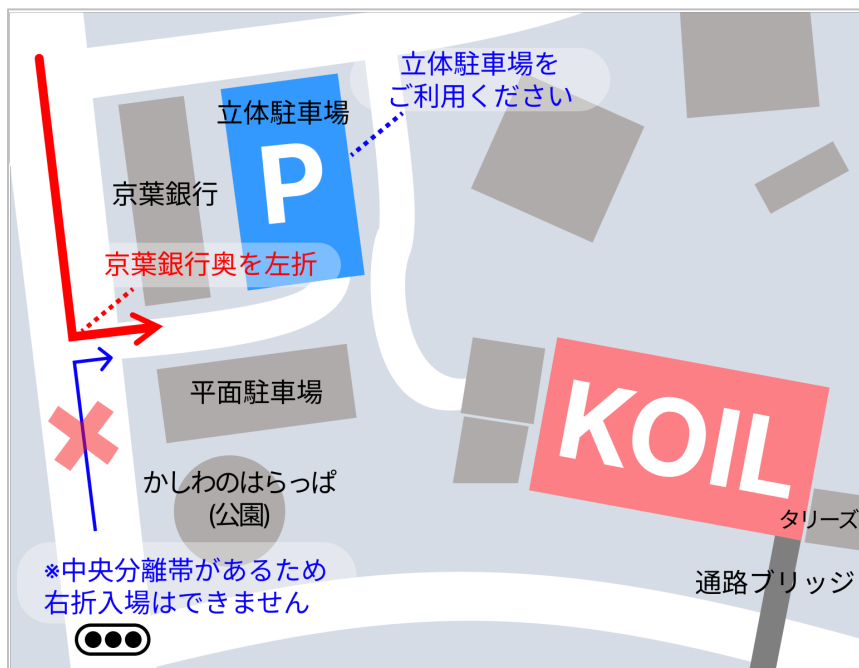 立体駐車場を
ご利用ください
立体駐車場
P
京葉銀行
京葉銀行奥を左折
平面駐車場
KOIL
かしわのはらっぱ
(公園)
タリーズ
※中央分離帯があるため
右折入場はできません
通路ブリッジ